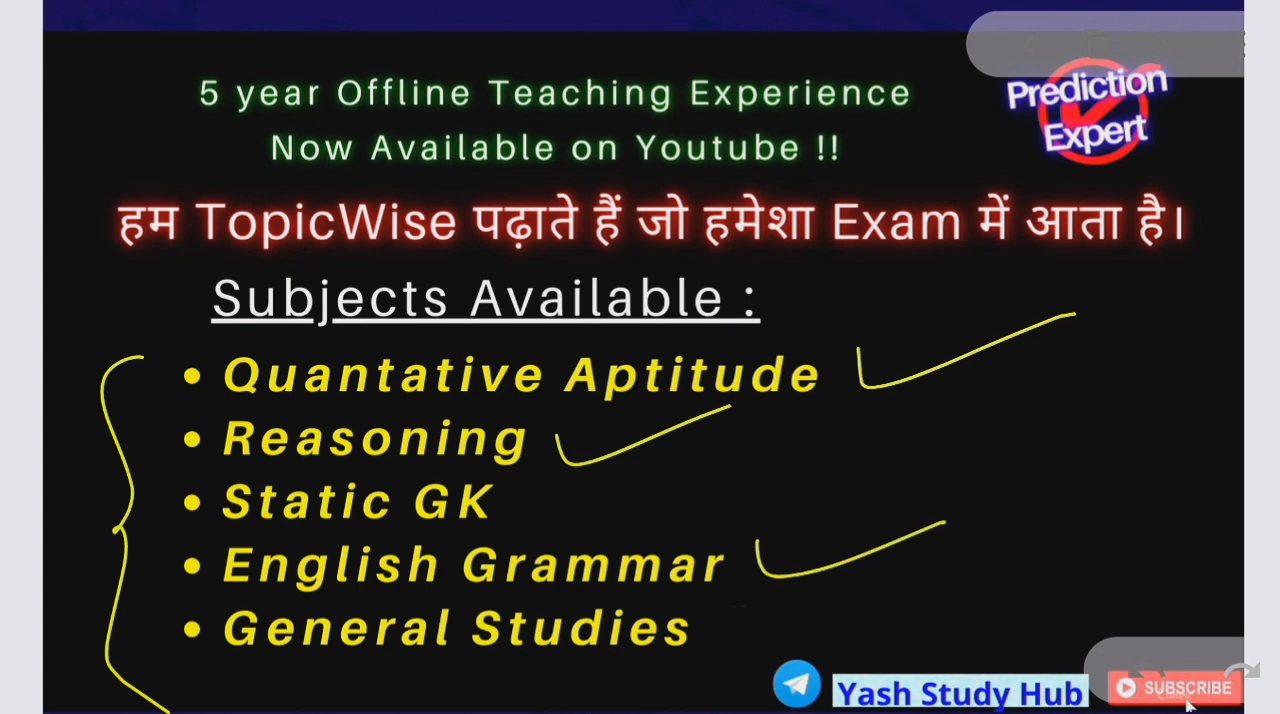 5 year Offline Teaching Experience
Now Available on Youtube !!
Prediction
Expert
हम TopicWise पढ़ाते हैं जो हमेशा Exam में आता है।
Subjects Available :
• Quantative Aptitude
• Reasoning
• Static GK
• English Grammar
• General Studies
Yash Study Hub
SUBSCRIBE